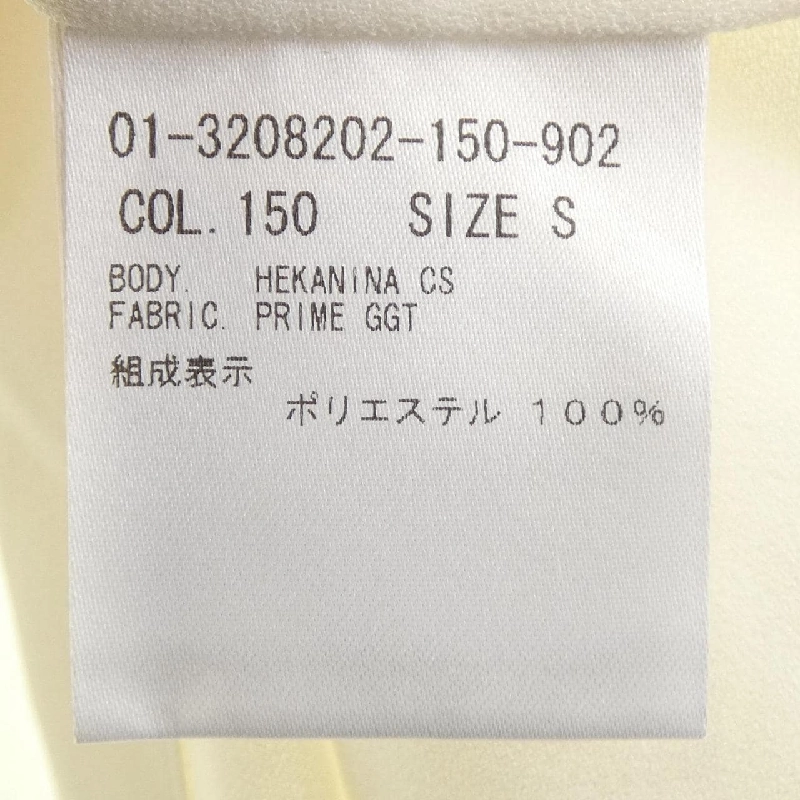 01-3208202-150-902
COL. 150 SIZE S
BODY. HEKANINA CS
FABRIC. PRIME GGT
組成表示
ポリエステル 100%